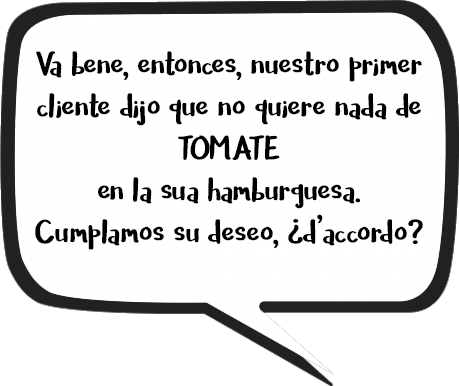 Va bene, entonces, nuestro primer
cliente dijo que no quiere nada de
TOMATE
en la sua hamburguesa.
Cumplamos su deseo, ¿d'accordo?